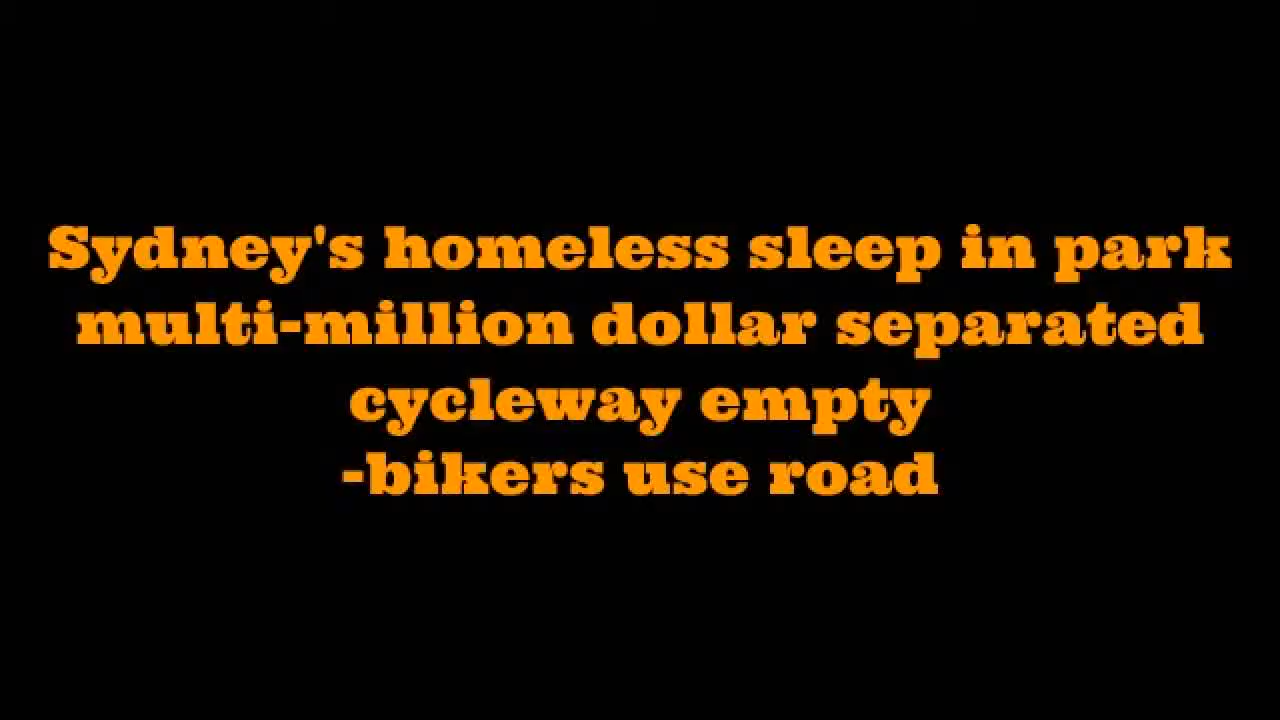 Sydney's homeless sleep in park
multi-million dollar separated
cycleway empty
-bikers use road